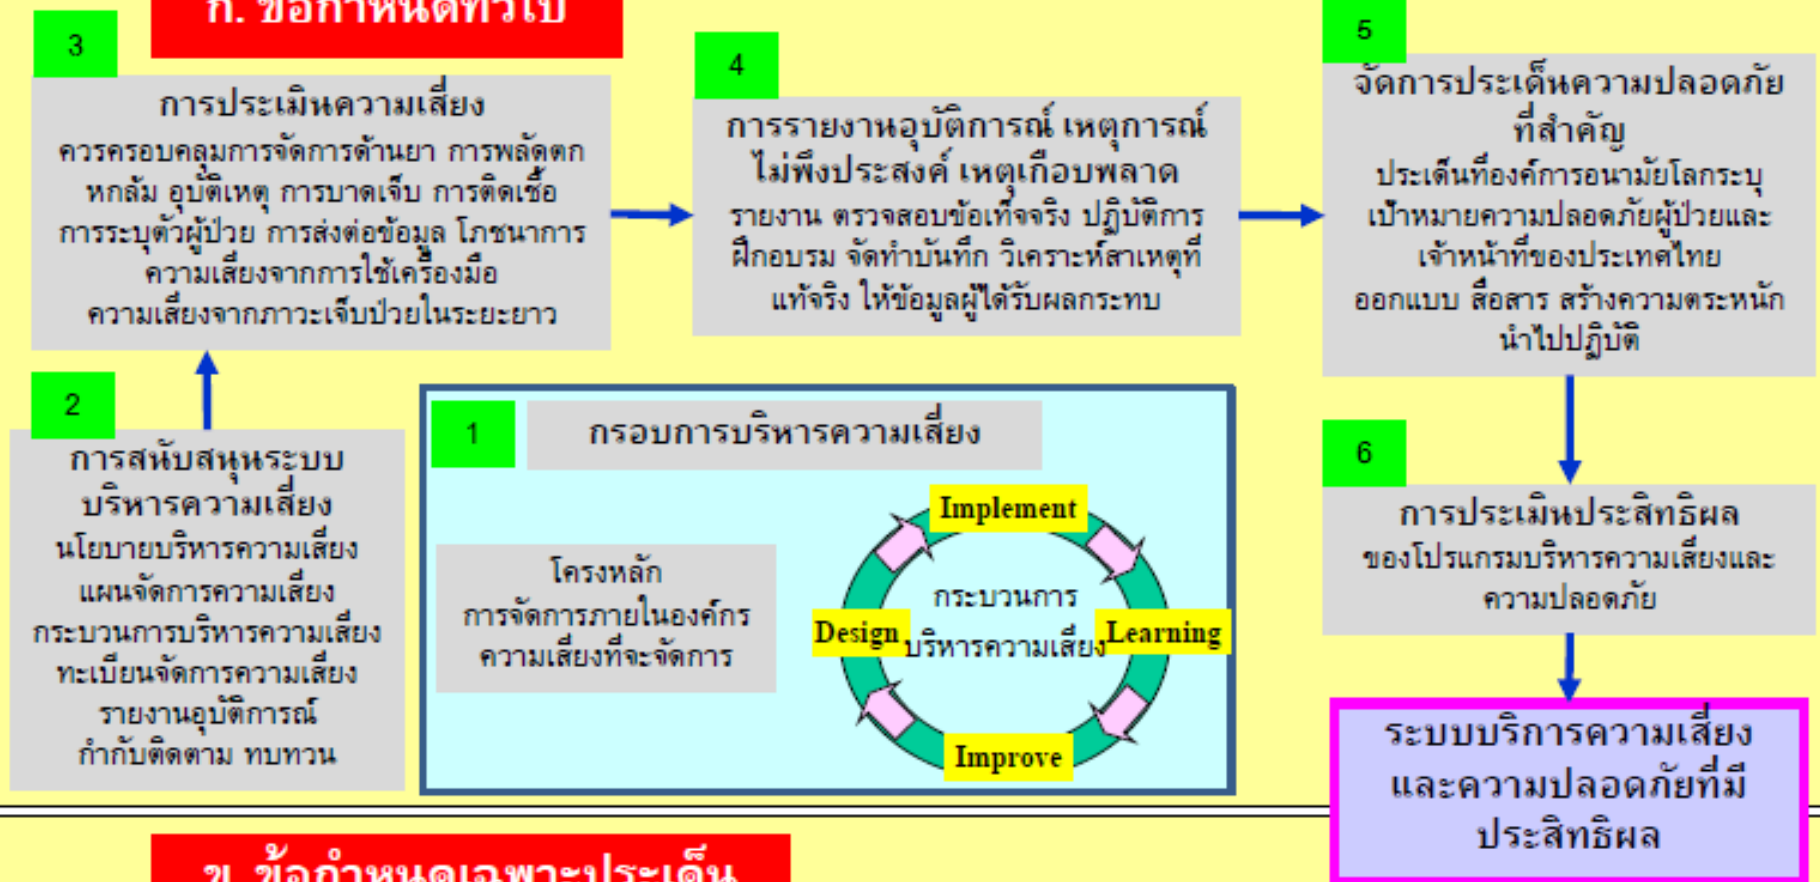 ก. ข้อกำหนดทั่วไป
3
การประเมินความเสี่ยง
ควรครอบคลุมการจัดการด้านยา การพลัดตก
หกล้ม อุบัติเหตุ การบาดเจ็บ การติดเชื้อ
การระบุตัวผู้ป่วย การส่งต่อข้อมูล โภชนาการ
ความเสี่ยงจากการใช้เครื่องมือ
ความเสี่ยงจากภาวะเจ็บป่วยในระยะยาว
4
การรายงานอุบัติการณ์ เหตุการณ์
ไม่พึงประสงค์ เหตุเกือบพลาด
รายงาน ตรวจสอบข้อเท็จจริง ปฏิบัติการ
ฝึกอบรม จัดทำบันทึก วิเคราะห์สาเหตุที่
แท้จริง ให้ข้อมูลผู้ได้รับผลกระทบ
5
จัดการประเด็นความปลอดภัย
ที่สำคัญ
ประเด็นที่องค์การอนามัยโลกระบุ
เป้าหมายความปลอดภัยผู้ป่วยและ
เจ้าหน้าที่ของประเทศไทย
ออกแบบ สื่อสาร สร้างความตระหนัก
นำไปปฏิบัติ
2
การสนับสนุนระบบ
บริหารความเสี่ยง
นโยบายบริหารความเสี่ยง
แผนจัดการความเสี่ยง
กระบวนการบริหารความเสี่ยง
ทะเบียนจัดการความเสี่ยง
รายงานอุบัติการณ์
กำกับติดตาม ทบทวน
1
กรอบการบริหารความเสี่ยง
โครงหลัก
การจัดการภายในองค์กร
ความเสี่ยงที่จะจัดการ
Implement
กระบวนการ
บริหารความเสี่ยง
Design
Learning
Improve
6
การประเมินประสิทธิผล
ของโปรแกรมบริหารความเสี่ยงและ
ความปลอดภัย
ระบบบริการความเสี่ยง
และความปลอดภัยที่มี
ประสิทธิผล
ข. ข้อกำหนดเฉพาะประเด็น